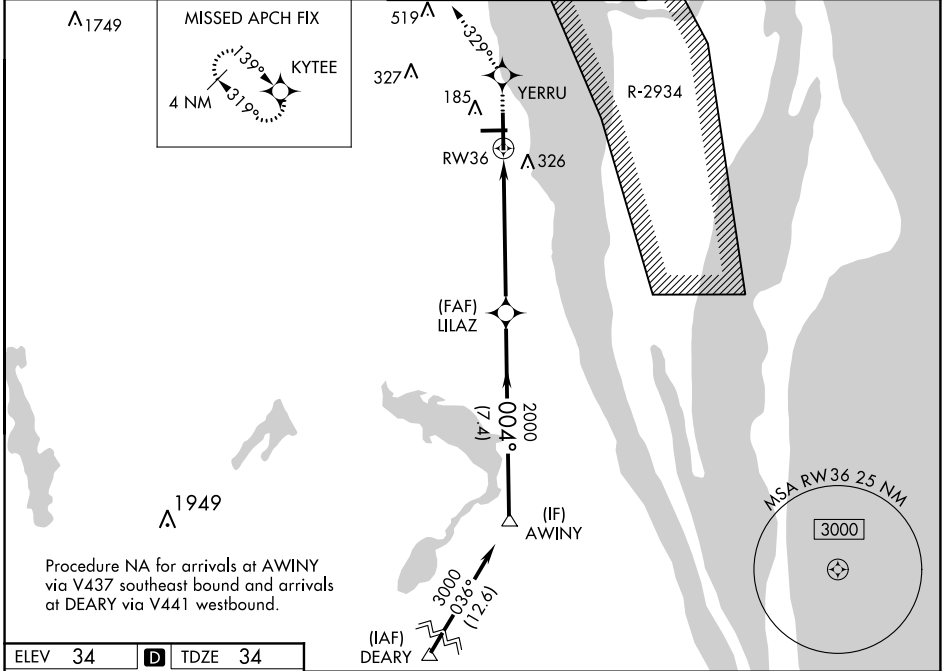 1749
MISSED APCH FIX
139°
KYTEE
4 NM
319°
519
329°
327
YERRU
185
R-2934
RW36
326
(FAF)
LILAZ
2000
004°
(7.4)
1949
(IF)
AWINY
MSA RW36 25 NM
3000
Procedure NA for arrivals at AWINY
via V437 southeast bound and arrivals
at DEARY via V441 westbound.
3000
036°
(12.6)
(IAF)
DEARY
ELEV 34 D TDZE 34